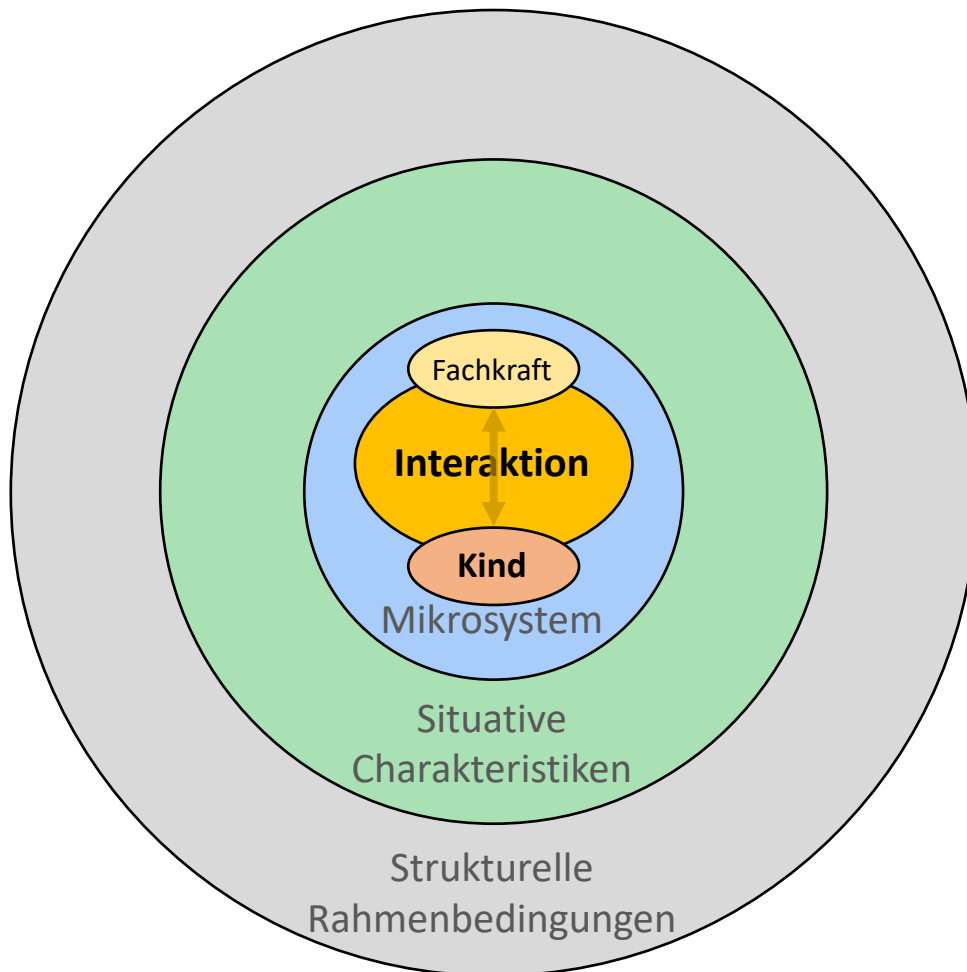 Fachkraft
Interaktion
Kind
Mikrosystem
Situative
Charakteristiken
Strukturelle
Rahmenbedingungen